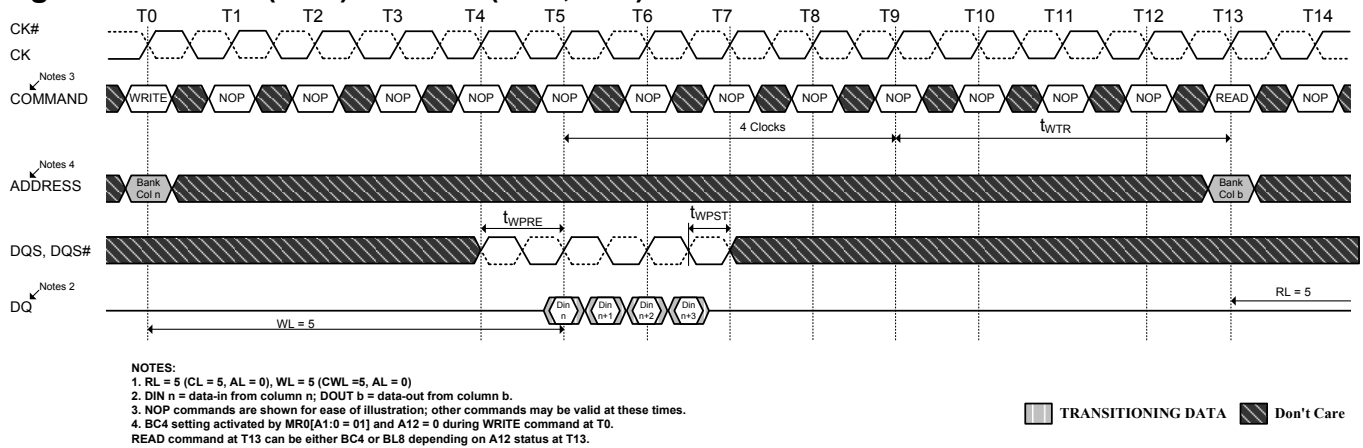 T0 T1 T2 T3 T4 T5 T6 T7 T8 T9 T10 T11 T12 T13 T14
CK#
CK
Notes 3
COMMAND
WRITE NOP NOP NOP NOP NOP NOP NOP NOP NOP NOP NOP NOP READ NOP
4 Clocks
tWTR
Notes 4
ADDRESS
Bank
Col n
Bank
Col b
tWPRE
tWPST
DQS, DQS#
Notes 2
DQ
Din
n
Din
n+1
Din
n+2
Din
n+3
RL = 5
WL = 5
NOTES:
1. RL = 5 (CL = 5, AL = 0), WL = 5 (CWL =5, AL = 0)
2. DIN n = data-in from column n; DOUT b = data-out from column b.
3. NOP commands are shown for ease of illustration; other commands may be valid at these times.
4. BC4 setting activated by MR0[A1:0 = 01] and A12 = 0 during WRITE command at T0.
READ command at T13 can be either BC4 or BL8 depending on A12 status at T13.
TRANSITIONING DATA
Don't Care